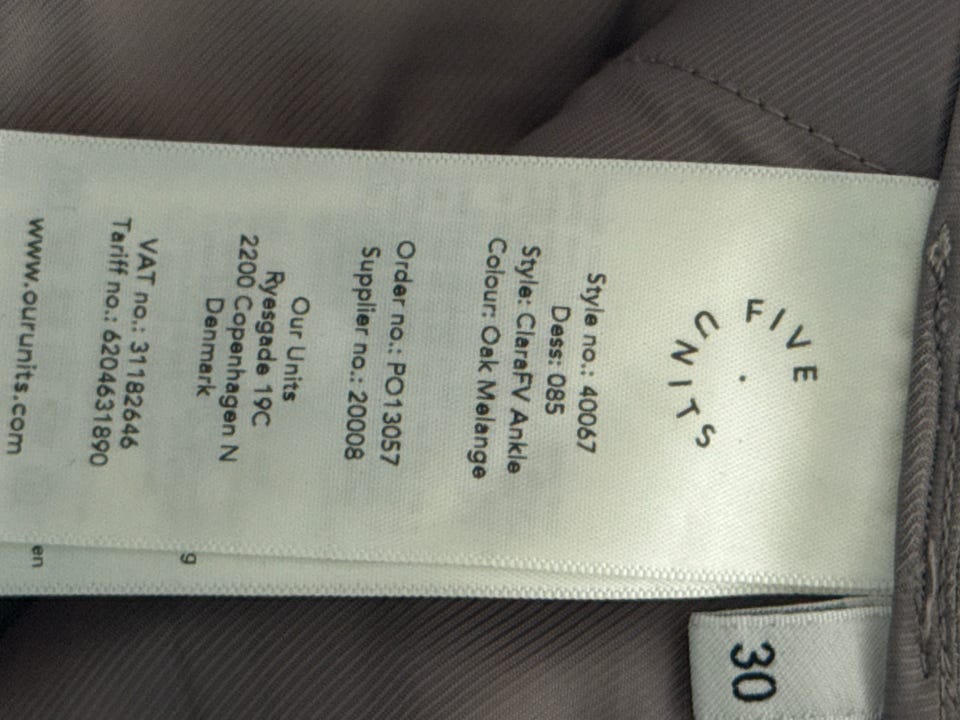 FIVE
UNITS
Style no.: 40067
Dess: 085
Style: ClaraFV Ankle
Colour: Oak Melange
Order no.: PO13057
Supplier no.: 20008
Our Units
Ryesgade 19C
2200 Copenhagen N
Denmark
VAT no.: 31182646
Tariff no.: 6204631890
www.ourunits.com
g
en
30